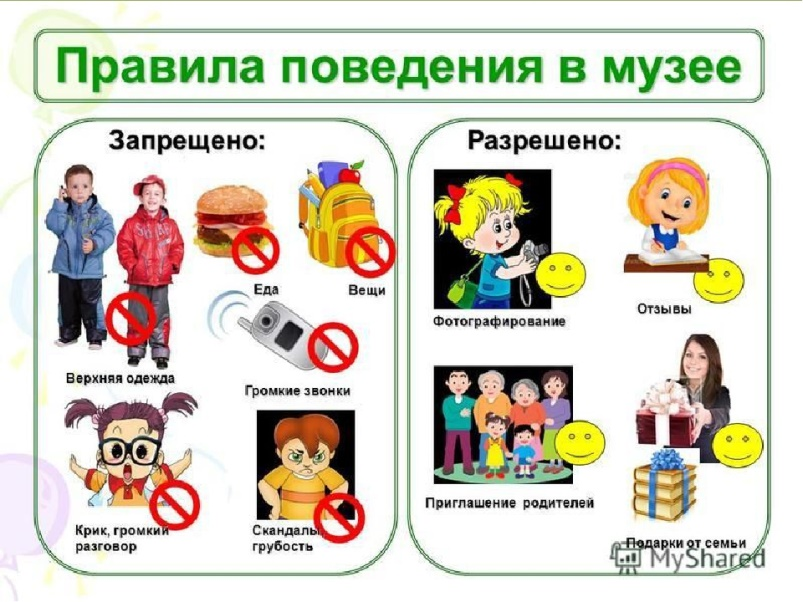 Правила поведения в музее
Запрещено:
Еда
Вещи
Верхняя одежда
Громкие звонки
Крик, громкий
разговор
Скандалы,
грубость
Разрешено:
Фотографирование
Отзывы
Приглашение родителей
Подарки от семьи
MyShared